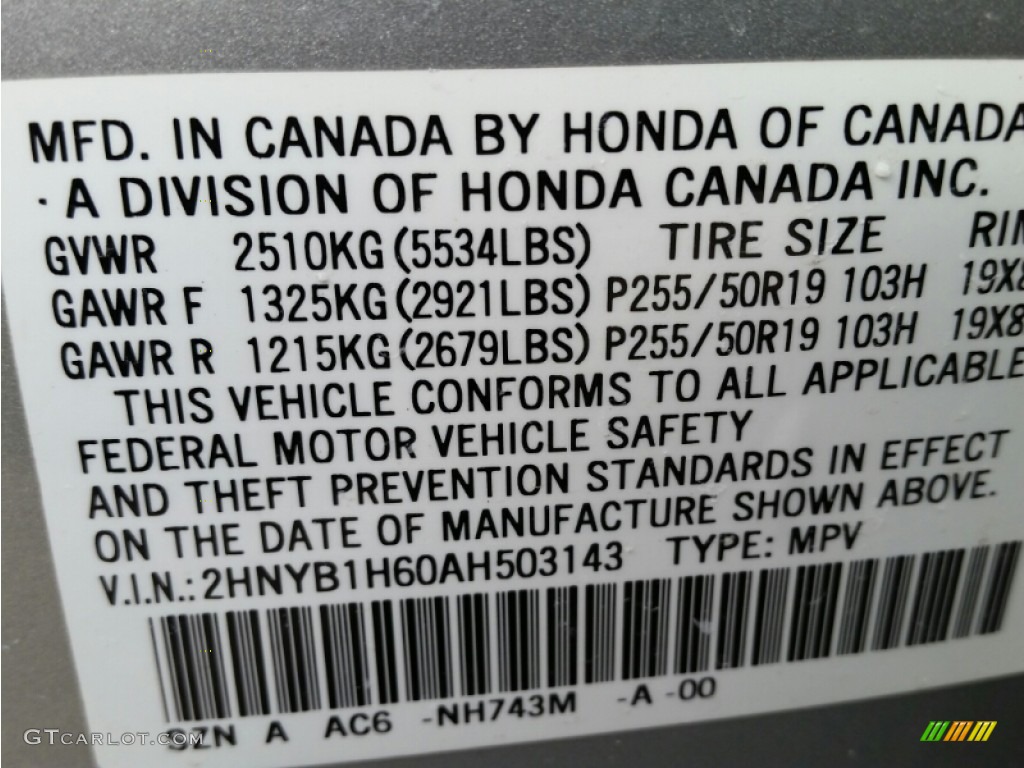 MFD. IN CANADA BY HONDA OF CANADA
· A DIVISION OF HONDA CANADA INC.
GVWR 2510KG (5534LBS) TIRE SIZE RIM
GAWR F 1325KG (2921LBS) P255/50R19 103H 19X8
GAWR R 1215KG (2679LBS) P255/50R19 103H 19X8
THIS VEHICLE CONFORMS TO ALL APPLICABLE
FEDERAL MOTOR VEHICLE SAFETY
AND THEFT PREVENTION STANDARDS IN EFFECT
ON THE DATE OF MANUFACTURE SHOWN ABOVE.
V.I.N.: 2HNYB1H60AH503143 TYPE: MPV
A AC6 -NH743M -A -00
GTCARLOT.COM